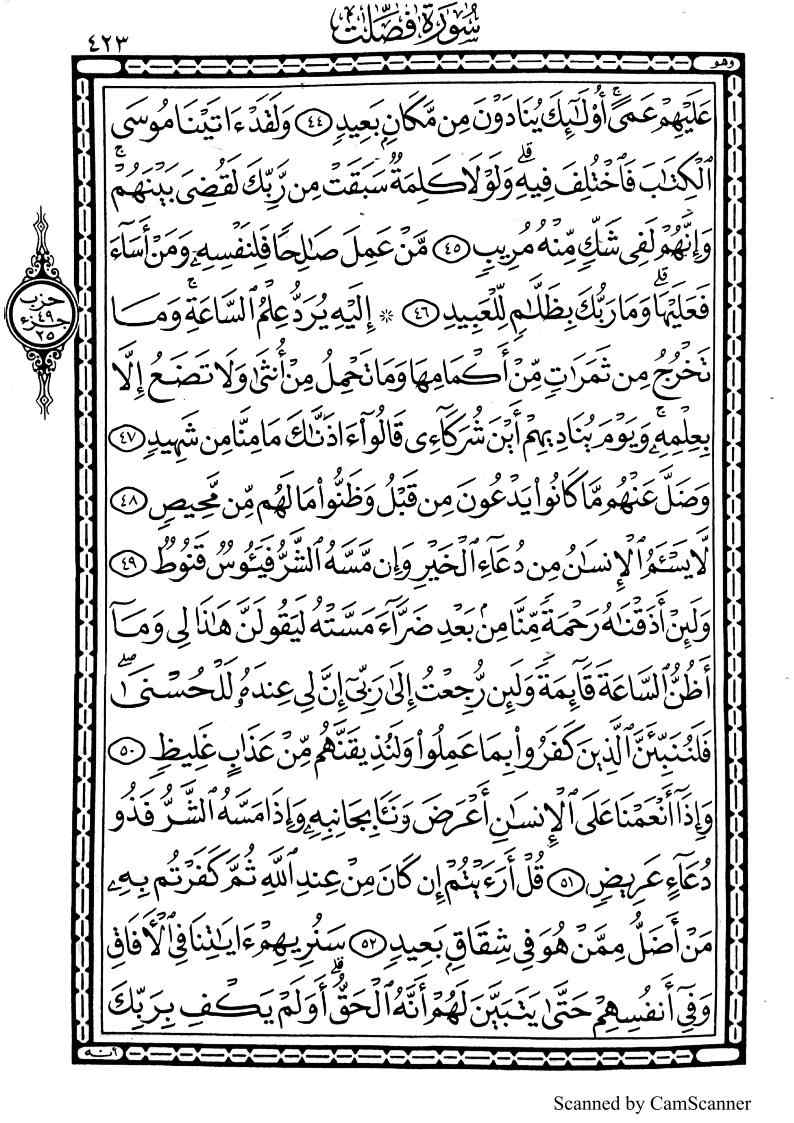 سُورَةُ فُصِّلَتْ
٤٢٣
وهو
عَلَيْهِمْ عَمًىۚ أُوْلَٰٓئِكَ يُنَادَوْنَ مِن مَّكَانِۭ بَعِيدٍ ٤٤ وَلَقَدْ ءَاتَيْنَا مُوسَى
ٱلْكِتَٰبَ فَٱخْتُلِفَ فِيهِۗ وَلَوْلَا كَلِمَةٌ سَبَقَتْ مِن رَّبِّكَ لَقُضِىَ بَيْنَهُمْۚ
وَإِنَّهُمْ لَفِى شَكٍّ مِّنْهُ مُرِيبٍ ٤٥ مَّنْ عَمِلَ صَٰلِحًا فَلِنَفْسِهِۦ وَمَنْ أَسَآءَ
فَعَلَيْهَاۗ وَمَا رَبُّكَ بِظَلَّٰمٍ لِّلْعَبِيدِ ٤٦ ۞ إِلَيْهِ يُرَدُّ عِلْمُ ٱلسَّاعَةِۚ وَمَا
تَخْرُجُ مِن ثَمَرَٰتٍ مِّنْ أَكْمَامِهَا وَمَا تَحْمِلُ مِنْ أُنثَىٰ وَلَا تَضَعُ إِلَّا
بِعِلْمِهِۦۚ وَيَوْمَ يُنَادِيهِمْ أَيْنَ شُرَكَآءِى قَالُوٓاْ ءَاذَنَّٰكَ مَا مِنَّا مِن شَهِيدٍ ٤٧
وَضَلَّ عَنْهُم مَّا كَانُواْ يَدْعُونَ مِن قَبْلُ وَظَنُّواْ مَا لَهُم مِّن مَّحِيصٍ ٤٨
لَّا يَسْـَٔمُ ٱلْإِنسَٰنُ مِن دُعَآءِ ٱلْخَيْرِ وَإِن مَّسَّهُ ٱلشَّرُّ فَيَـُٔوسٌ قَنُوطٌ ٤٩
وَلَئِنْ أَذَقْنَٰهُ رَحْمَةً مِّنَّا مِنۢ بَعْدِ ضَرَّآءَ مَسَّتْهُ لَيَقُولَنَّ هَٰذَا لِى وَمَآ
أَظُنُّ ٱلسَّاعَةَ قَآئِمَةً وَلَئِن رُّجِعْتُ إِلَىٰ رَبِّىٓ إِنَّ لِى عِندَهُۥ لَلْحُسْنَىٰۖ
فَلَنُنَبِّئَنَّ ٱلَّذِينَ كَفَرُواْ بِمَا عَمِلُواْ وَلَنُذِيقَنَّهُم مِّنْ عَذَابٍ غَلِيظٍ ٥٠
وَإِذَآ أَنْعَمْنَا عَلَى ٱلْإِنسَٰنِ أَعْرَضَ وَنَـَٔا بِجَانِبِهِۦ وَإِذَا مَسَّهُ ٱلشَّرُّ فَذُو
دُعَآءٍ عَرِيضٍ ٥١ قُلْ أَرَءَيْتُمْ إِن كَانَ مِنْ عِندِ ٱللَّهِ ثُمَّ كَفَرْتُم بِهِۦ
مَنْ أَضَلُّ مِمَّنْ هُوَ فِى شِقَاقٍۭ بَعِيدٍ ٥٢ سَنُرِيهِمْ ءَايَٰتِنَا فِى ٱلْأٓفَاقِ
وَفِىٓ أَنفُسِهِمْ حَتَّىٰ يَتَبَيَّنَ لَهُمْ أَنَّهُ ٱلْحَقُّۗ أَوَلَمْ يَكْفِ بِرَبِّكَ
أنه
حزب
٤٩
جزء
٢٥
Scanned by CamScanner